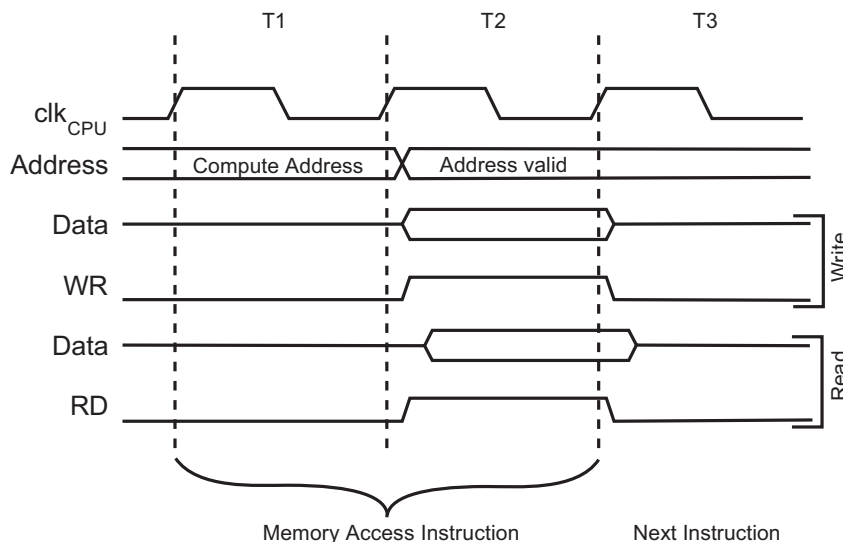 T1 T2 T3
clkCPU
Address Compute Address Address valid
Data
WR
Write
Data
RD
Read
Memory Access Instruction Next Instruction